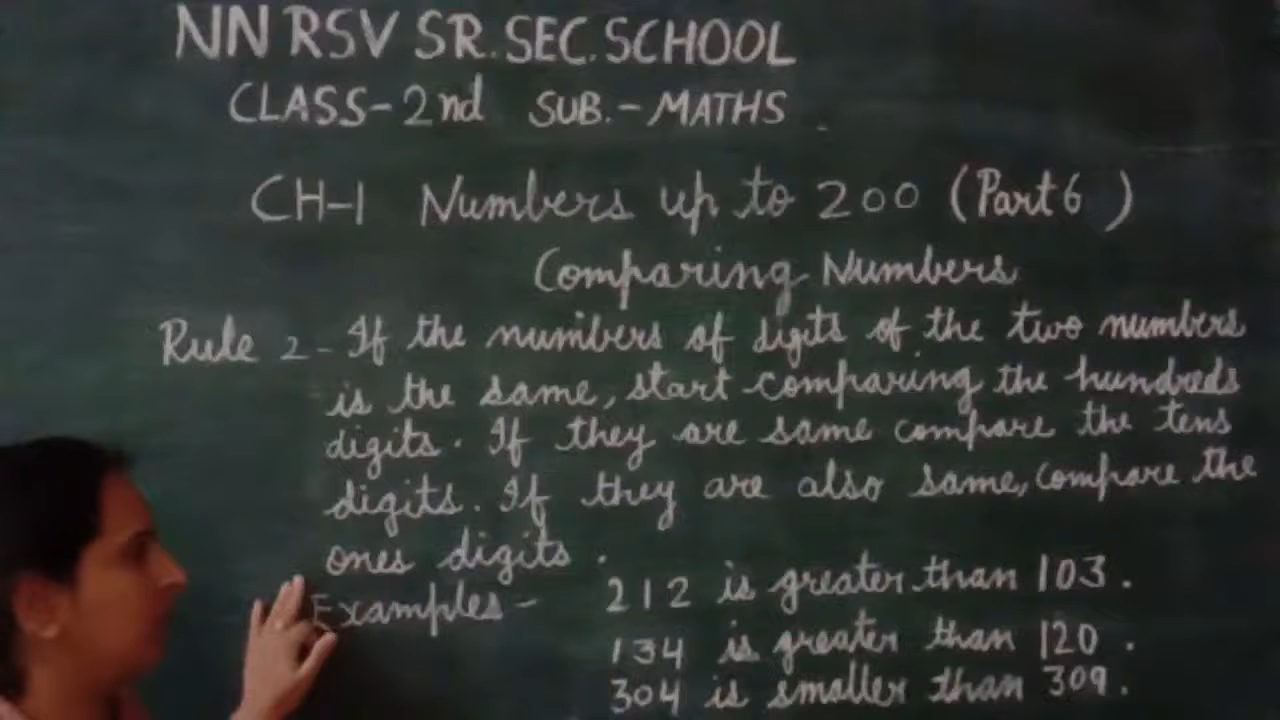 NN RSV SR. SEC. SCHOOL
CLASS-2nd SUB.- MATHS
CH-1 Numbers up to 200 (Part 6 )
Comparing Numbers
Rule 2 - If the numbers of digits of the two numbers
is the same, start comparing the hundreds
digits. If they are same compare the tens
digits. If they are also same, compare the
ones digits.
Examples - 212 is greater than 103.
134 is greater than 120.
304 is smaller than 309.